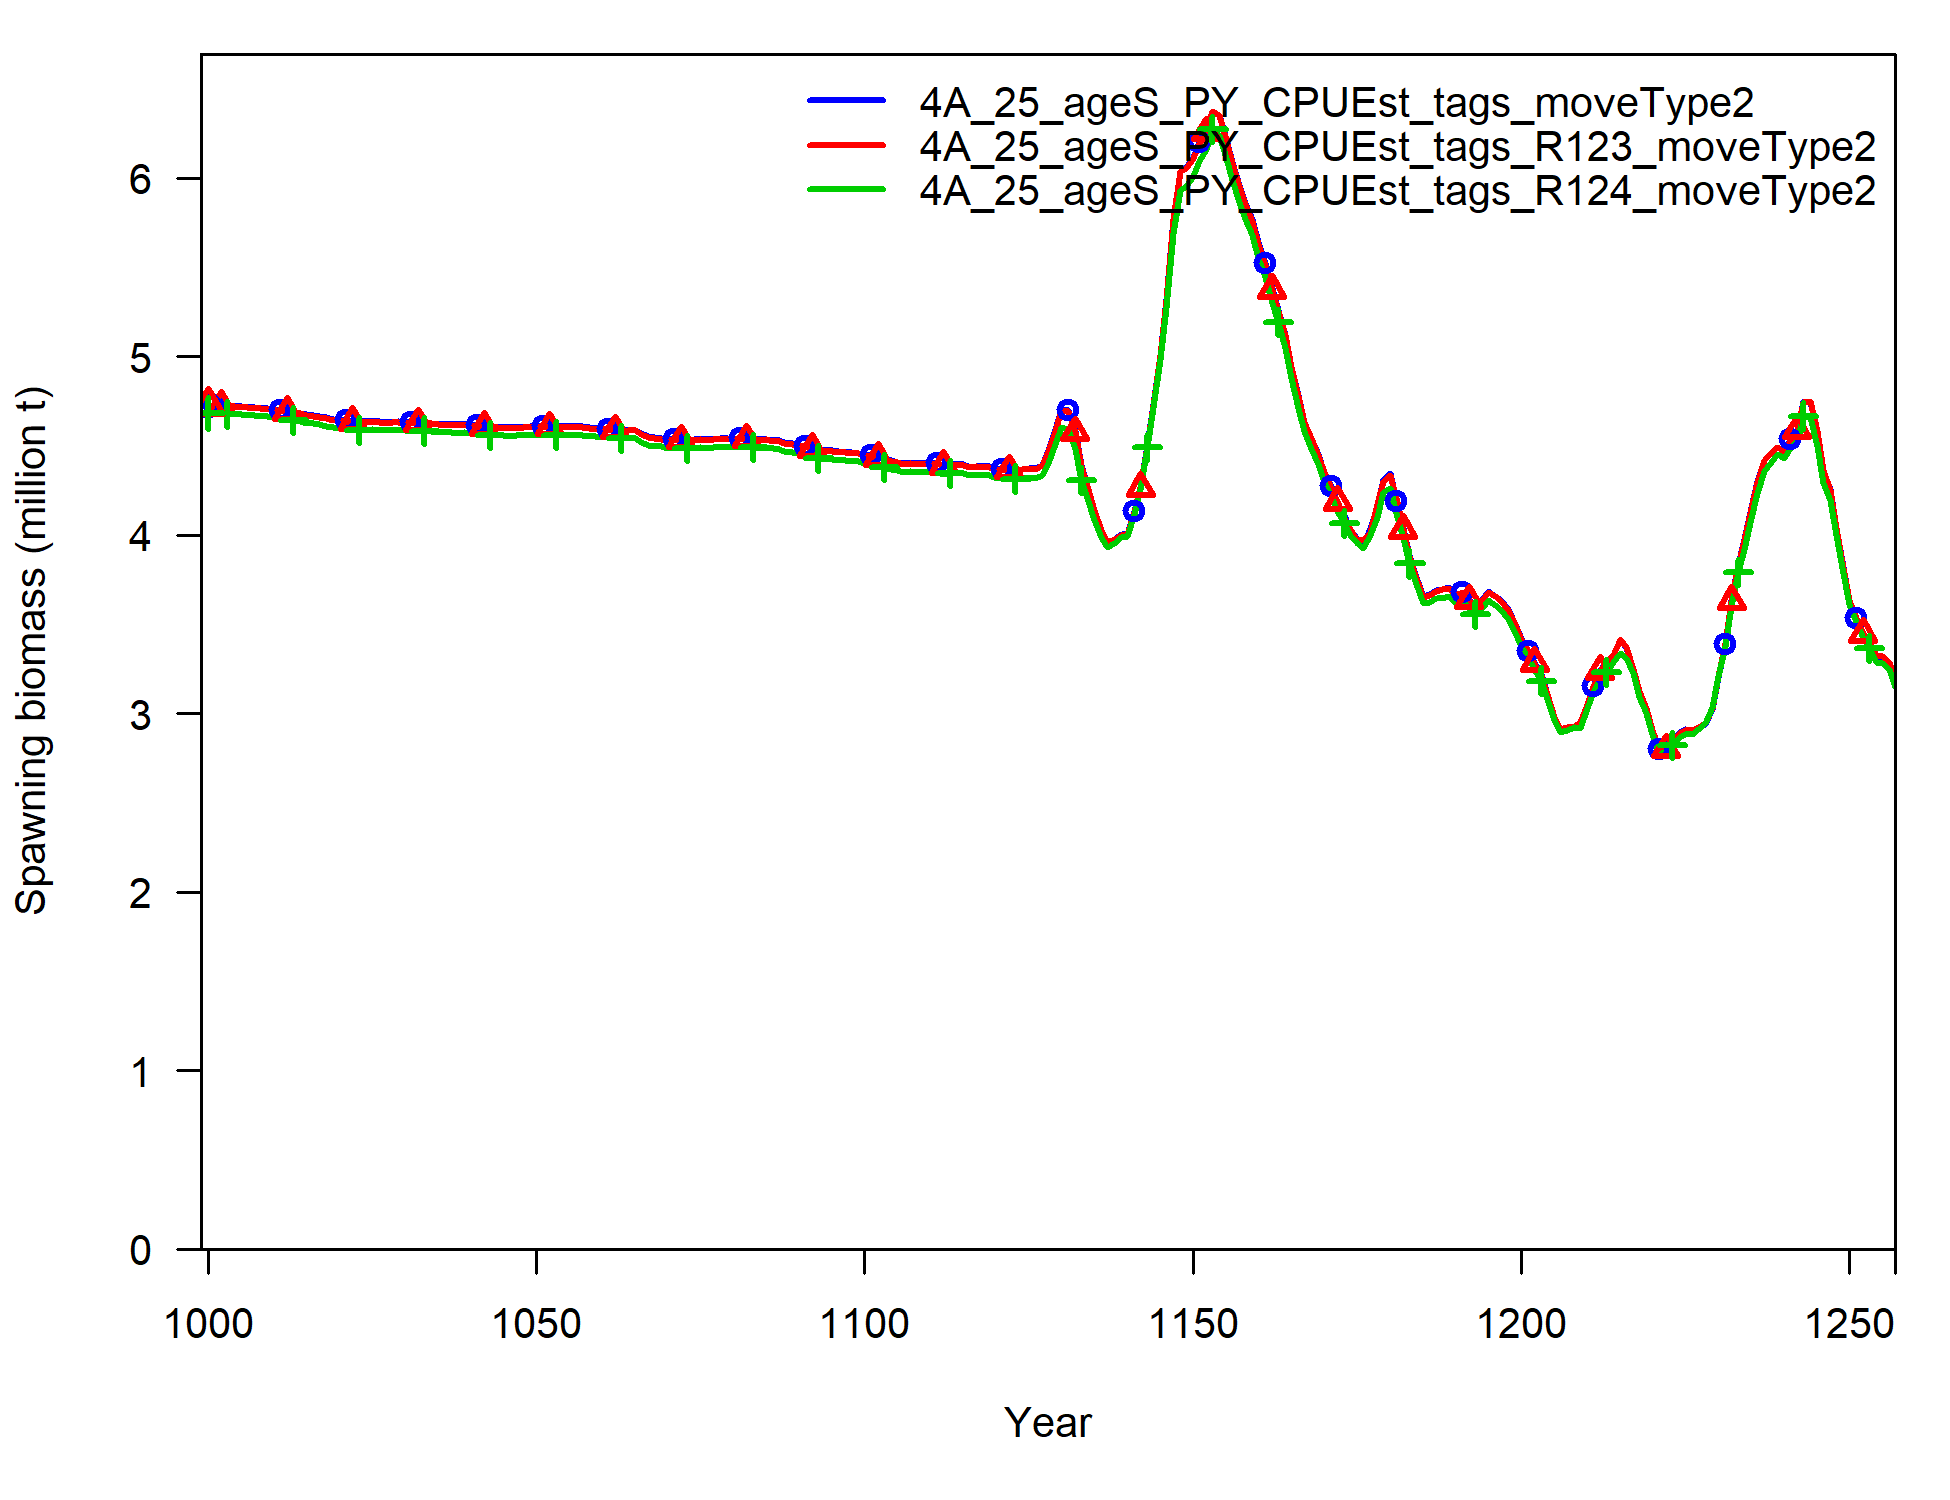 4A_25_ageS_PY_CPUEst_tags_moveType2
4A_25_ageS_PY_CPUEst_tags_R123_moveType2
4A_25_ageS_PY_CPUEst_tags_R124_moveType2
6
5
4
3
2
1
0
Spawning biomass (million t)
1000 1050 1100 1150 1200 1250
Year